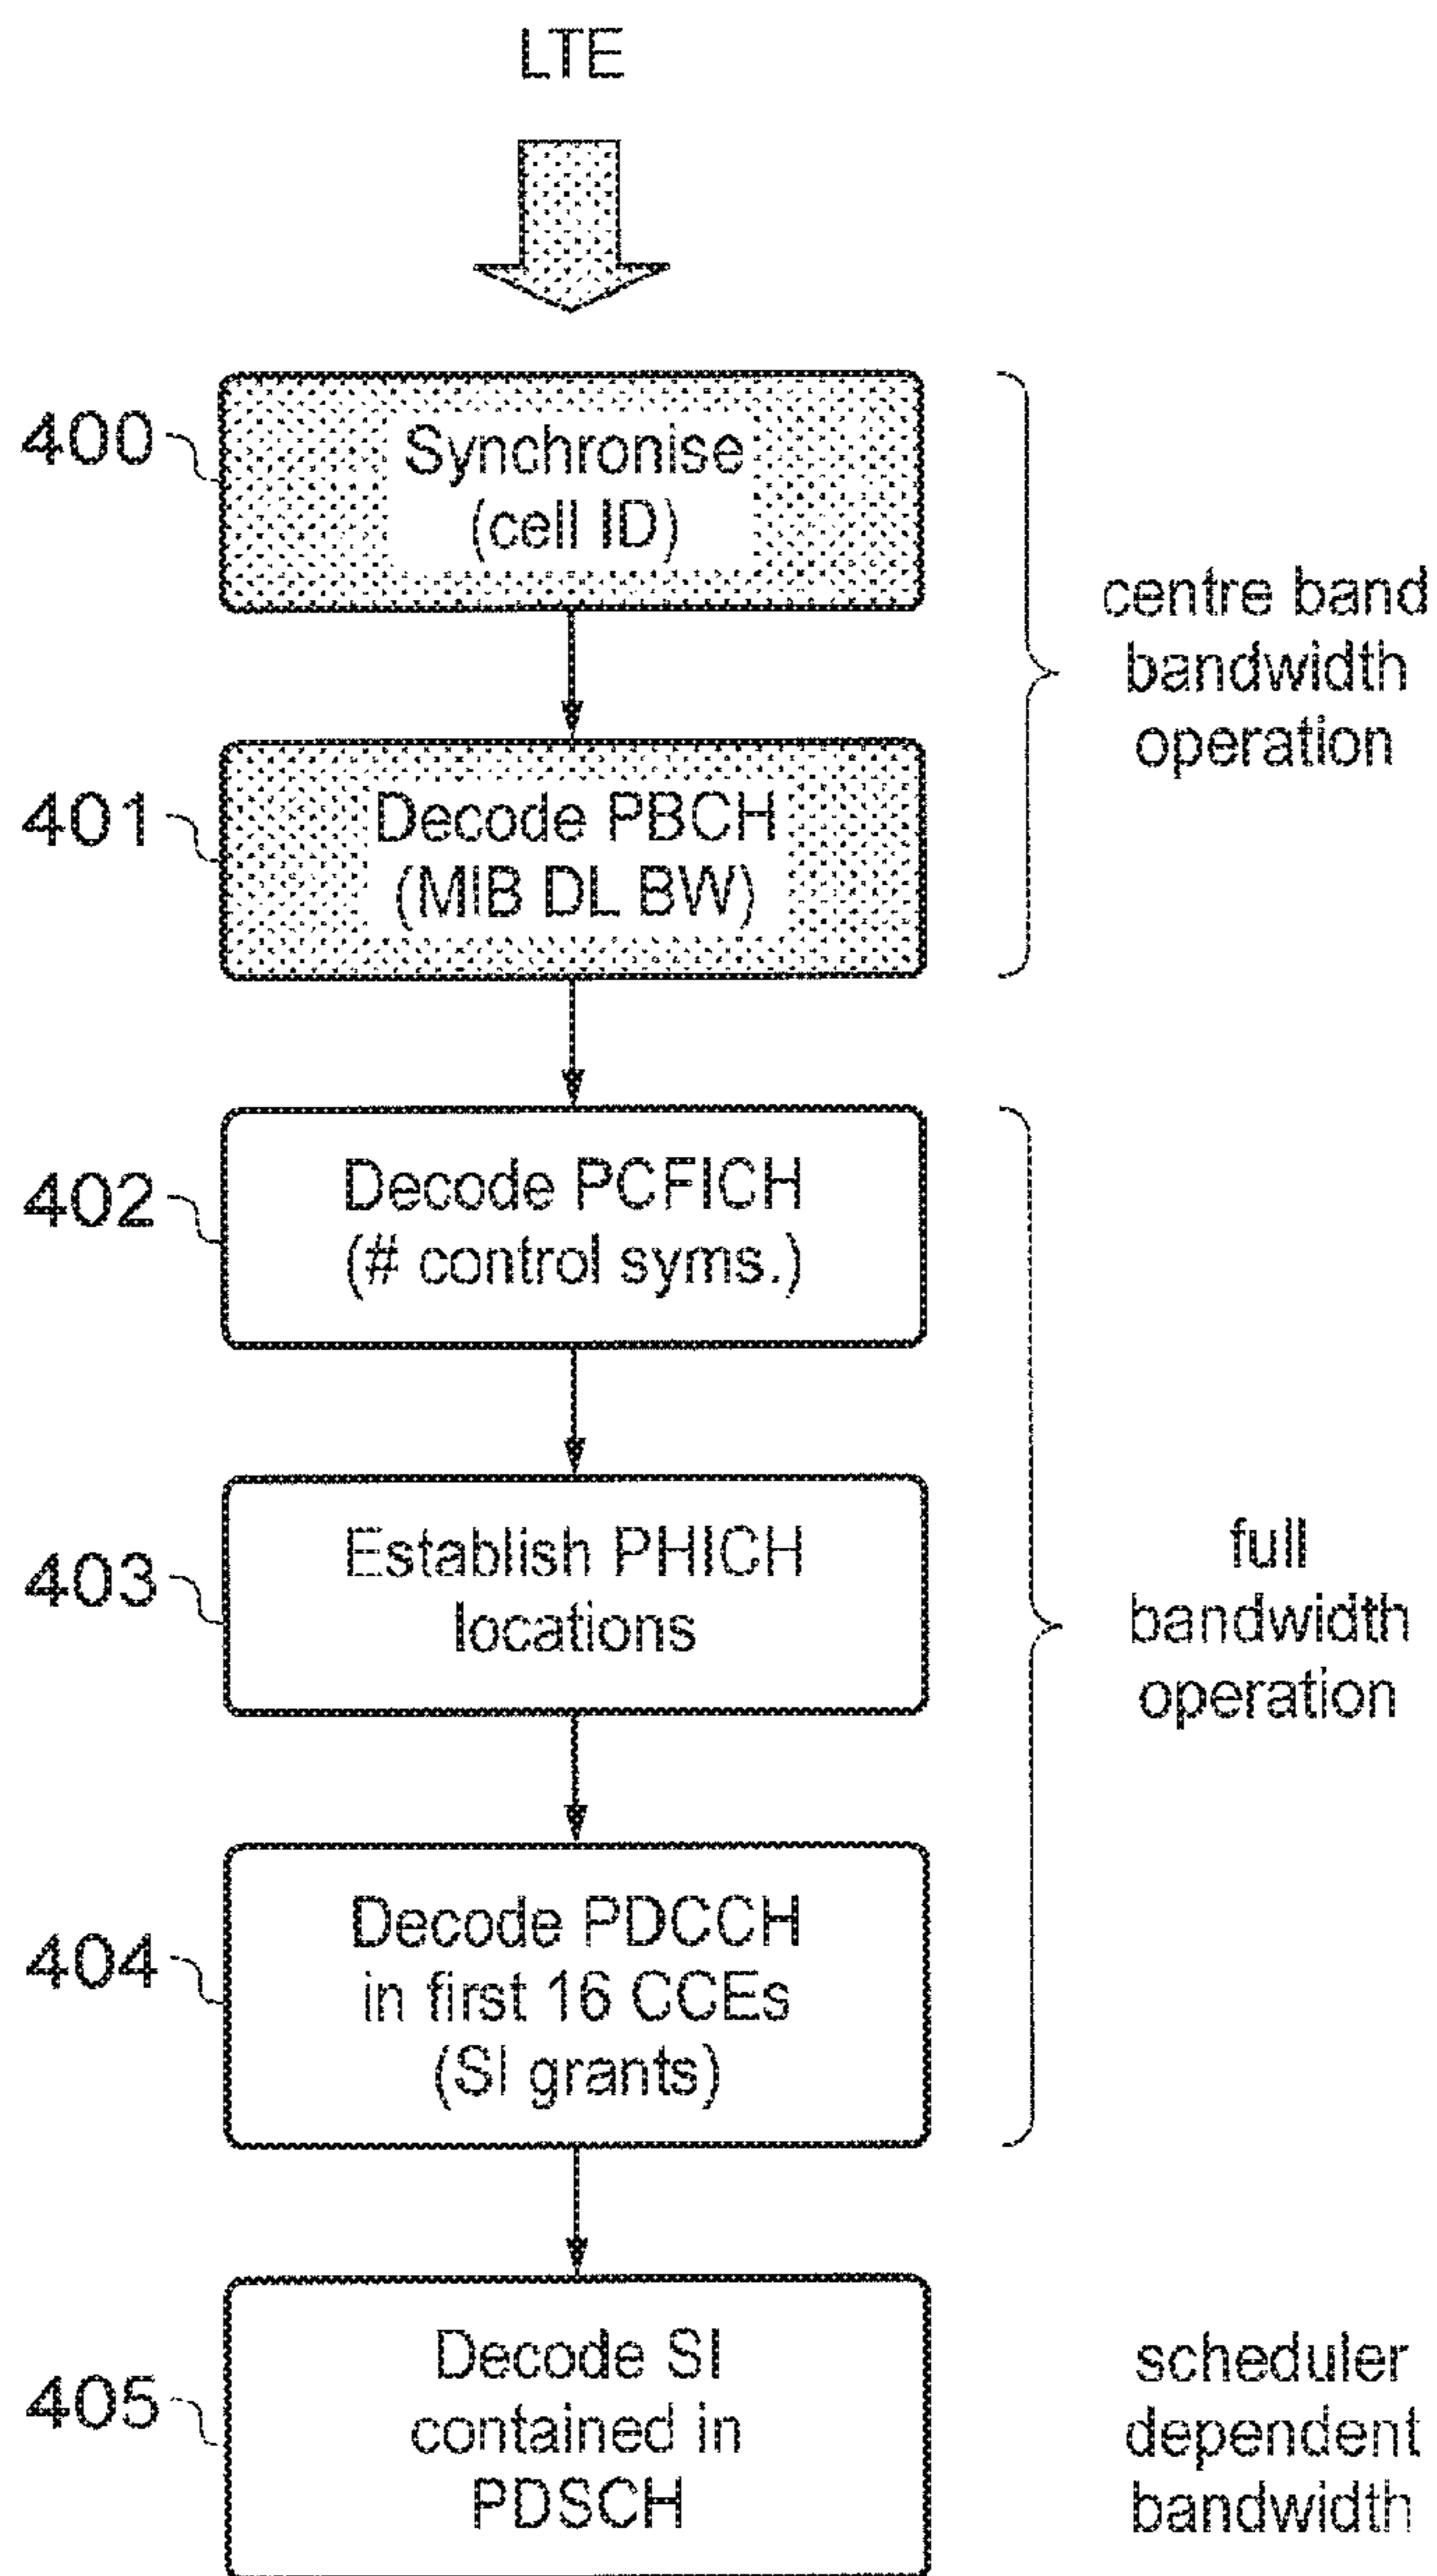 LTE
400
Synchronise
(cell ID)
centre band
bandwidth
operation
401
Decode PBCH
(MIB DL BW)
402
Decode PCFICH
(# control syms.)
403
Establish PHICH
locations
full
bandwidth
operation
404
Decode PDCCH
in first 16 CCEs
(SI grants)
405
Decode SI
contained in
PDSCH
scheduler
dependent
bandwidth